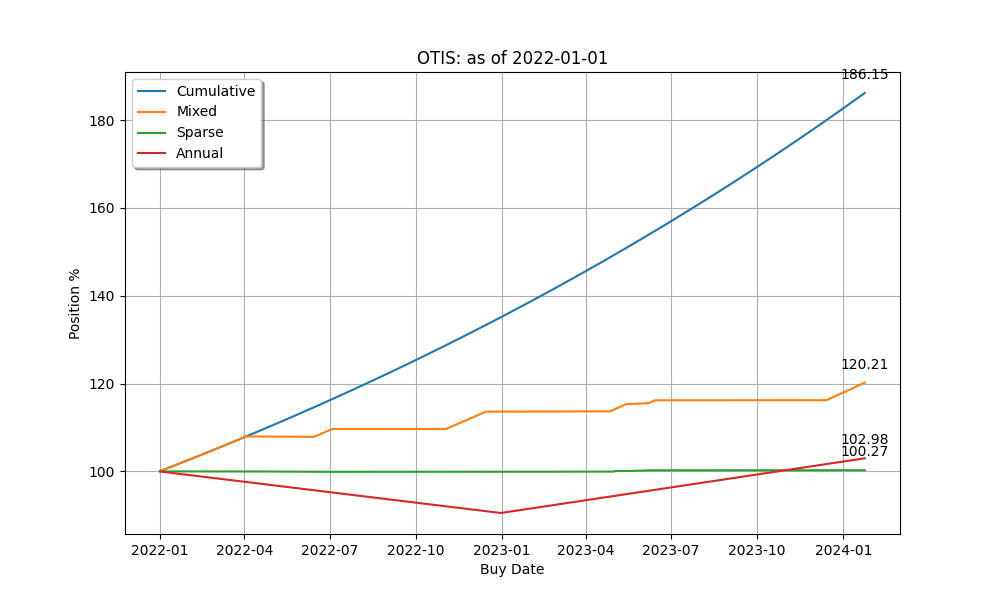 OTIS: as of 2022-01-01
186.15
Cumulative
Mixed
Sparse
Annual
180
160
140
120
100
Position %
120.21
102.98
100.27
2022-01
2022-04
2022-07
2022-10
2023-01
2023-04
2023-07
2023-10
2024-01
Buy Date